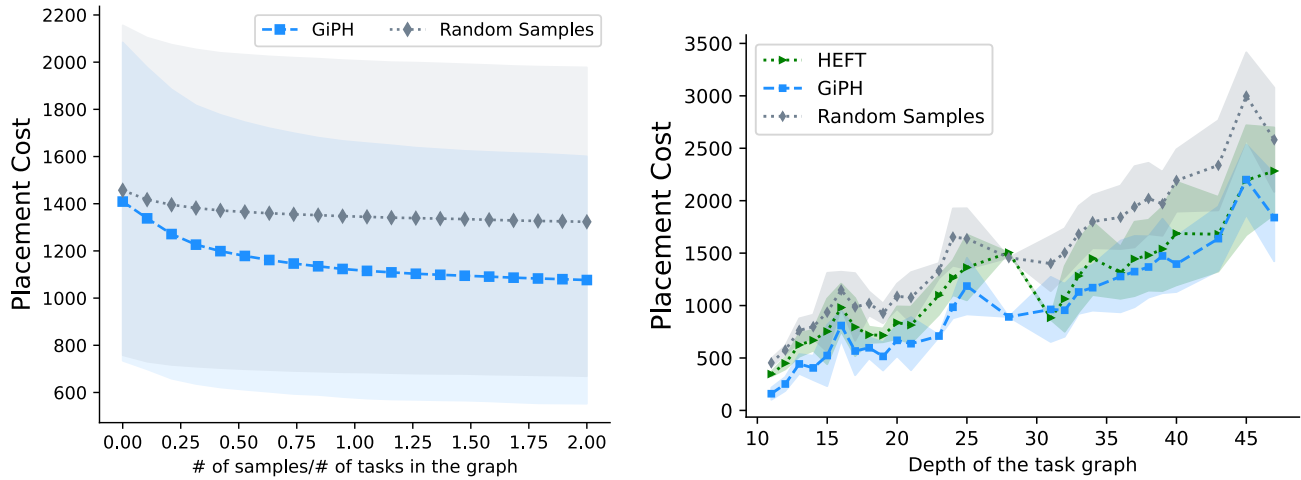 2200
2000
1800
1600
1400
1200
1000
800
600
Placement Cost
GiPH
Random Samples
0.00 0.25 0.50 0.75 1.00 1.25 1.50 1.75 2.00
# of samples/# of tasks in the graph
3500
3000
2500
2000
1500
1000
500
0
Placement Cost
HEFT
GiPH
Random Samples
10 15 20 25 30 35 40 45
Depth of the task graph